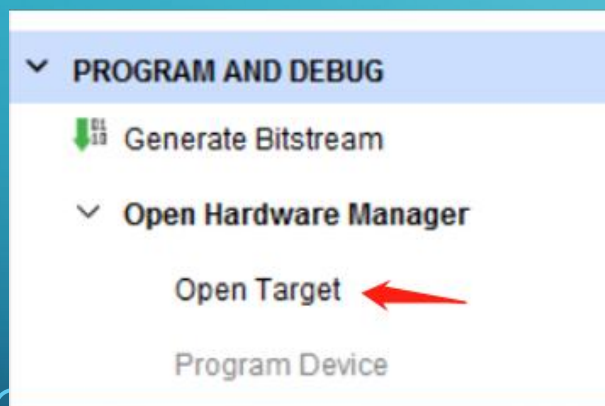 PROGRAM AND DEBUG
Generate Bitstream
Open Hardware Manager
Open Target
Program Device